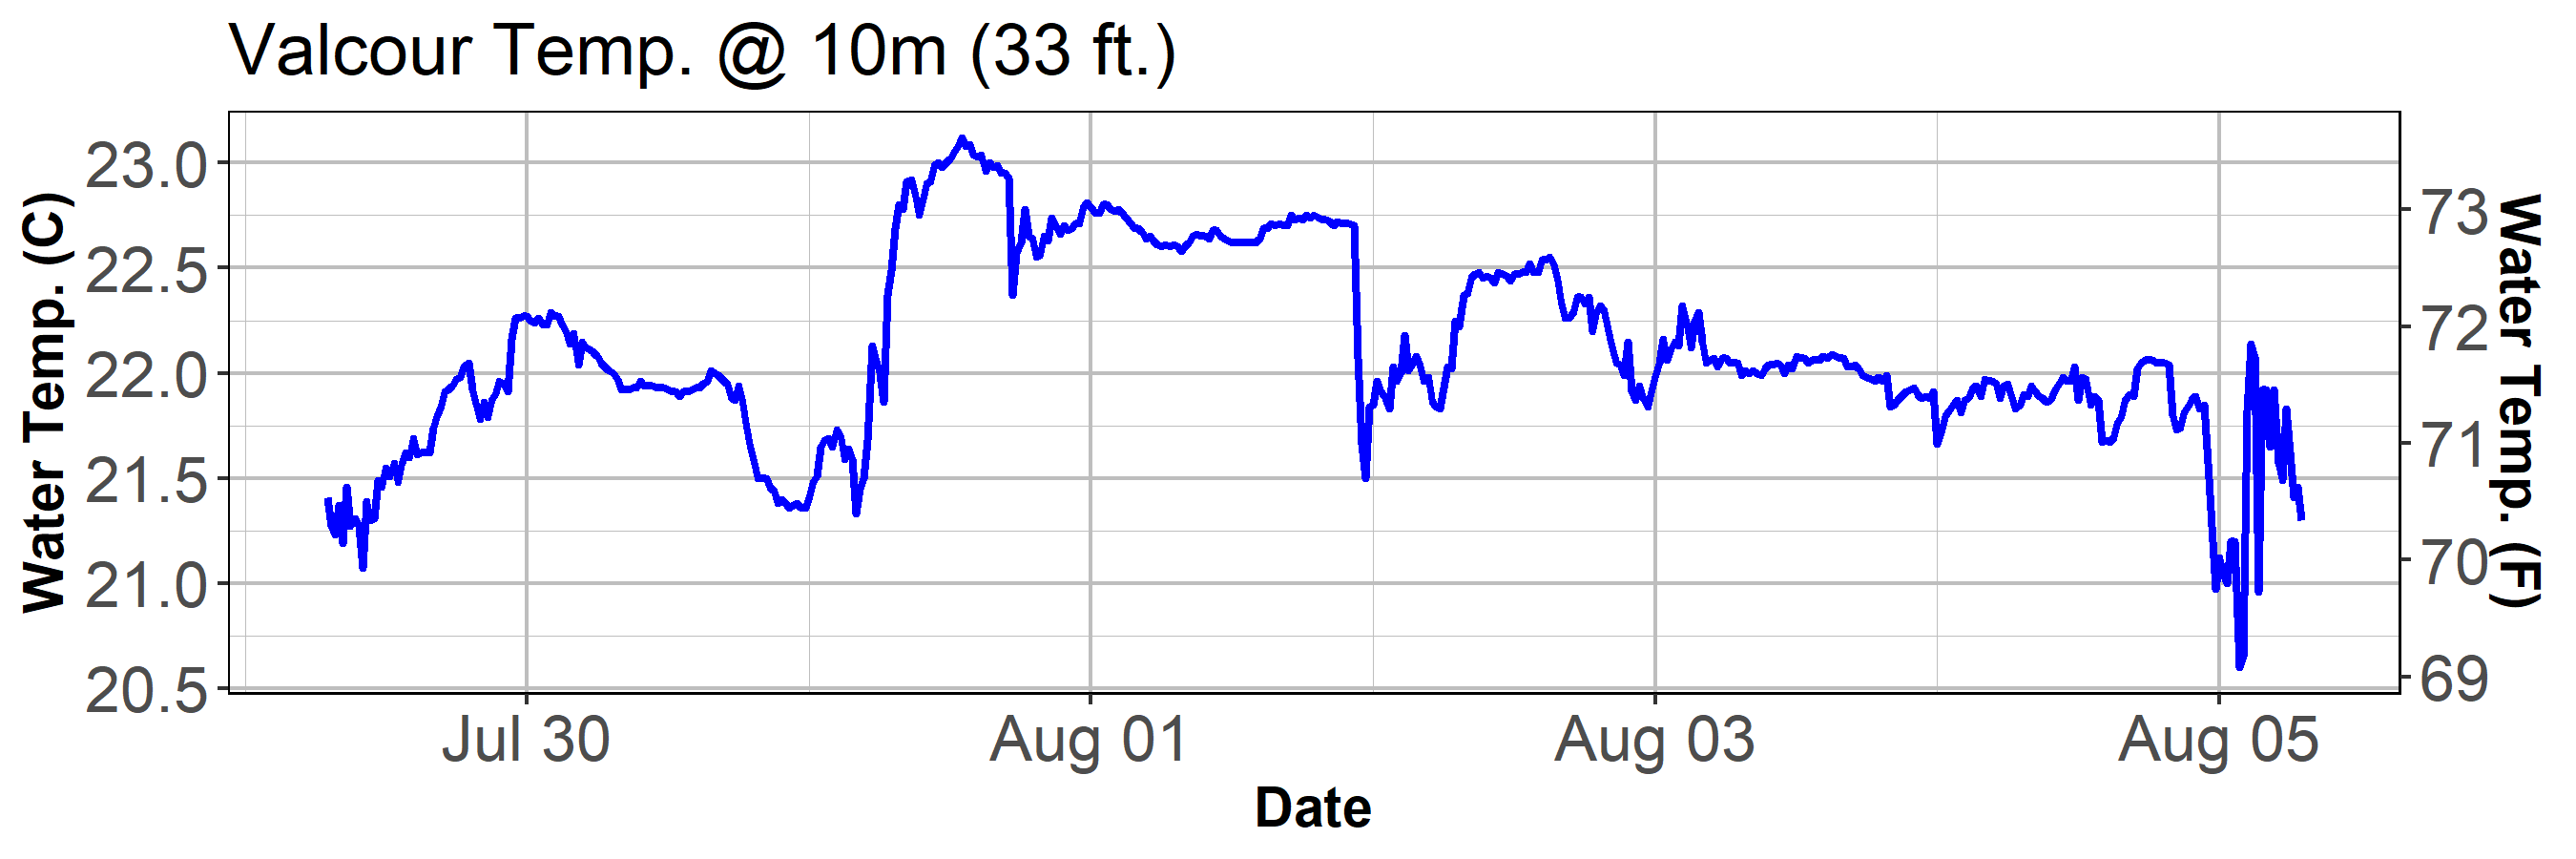 Valcour Temp. @ 10m (33 ft.)
Water Temp. (C)
23.0
22.5
22.0
21.5
21.0
20.5
73
72
71
70
69
Water Temp. (F)
Jul 30 Aug 01 Aug 03 Aug 05
Date